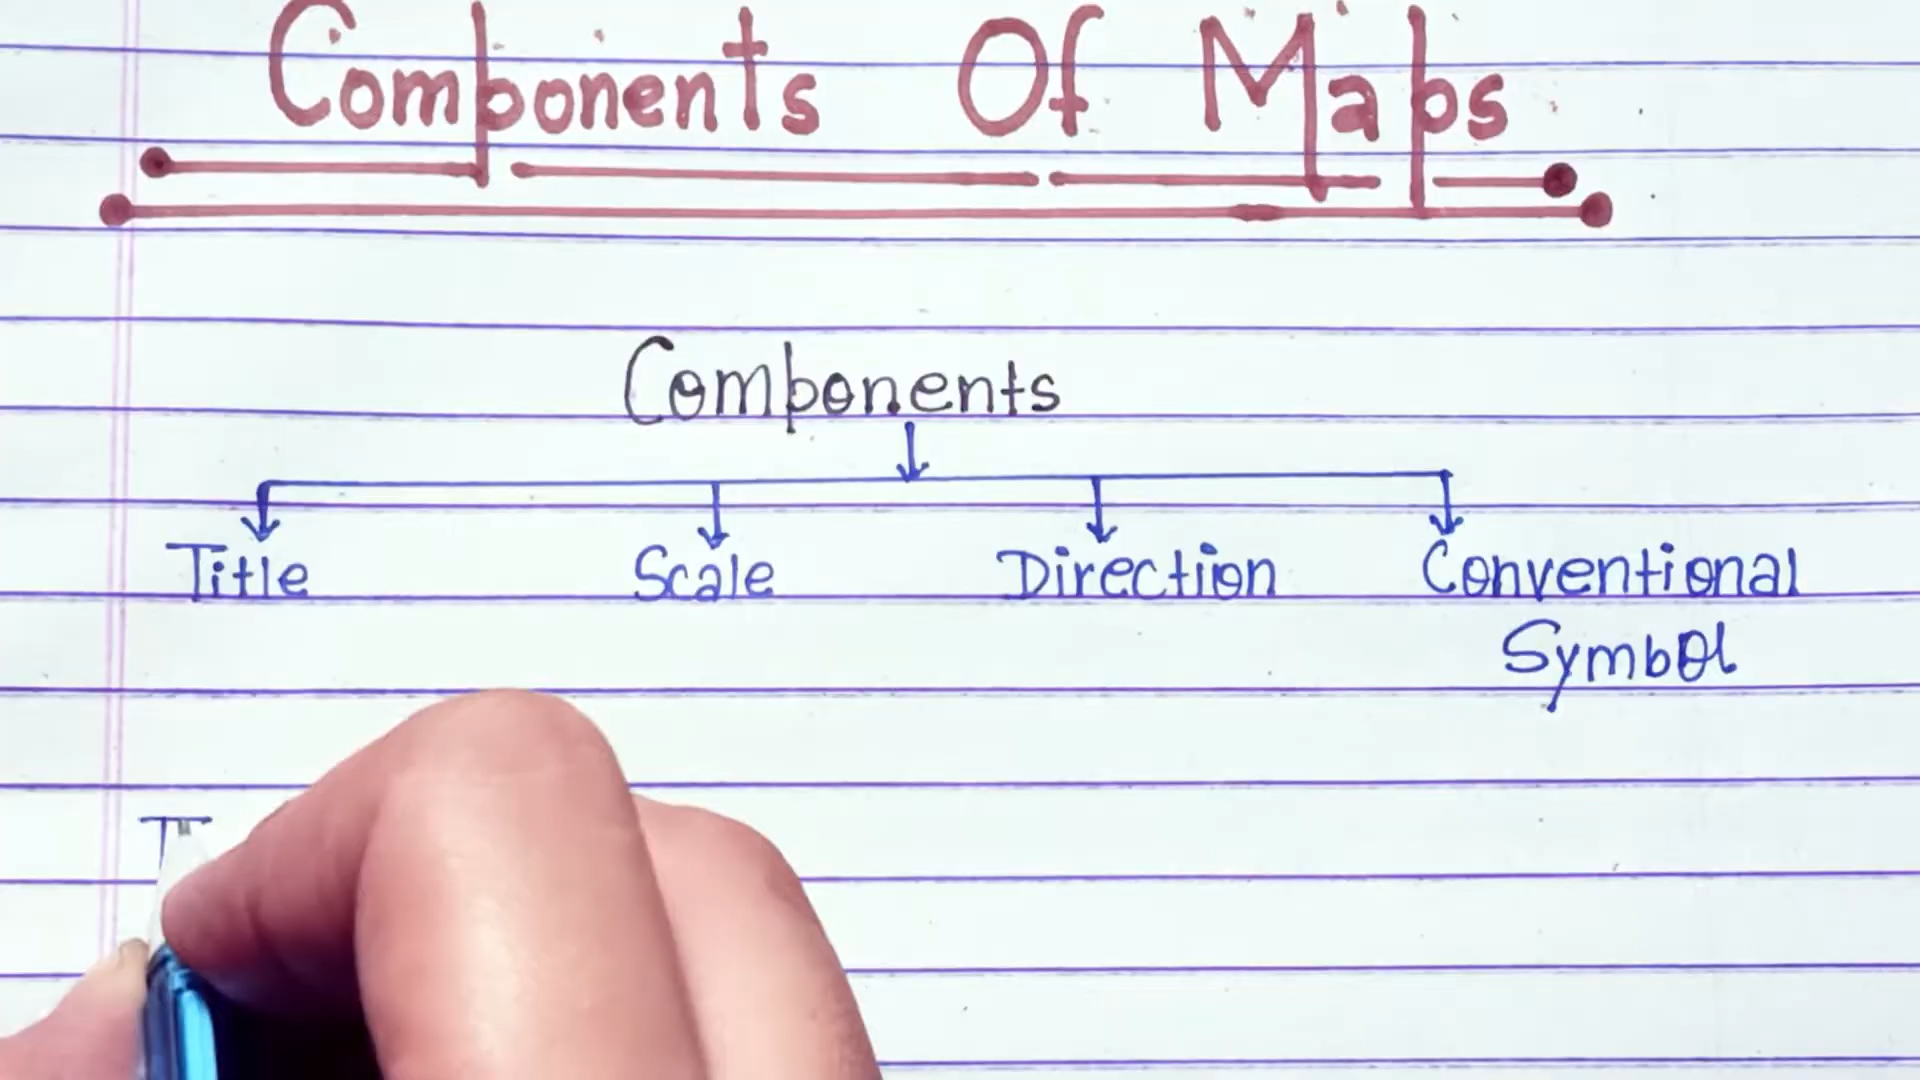 Components Of Maps
Components
Title Scale Direction Conventional
Symbol
T